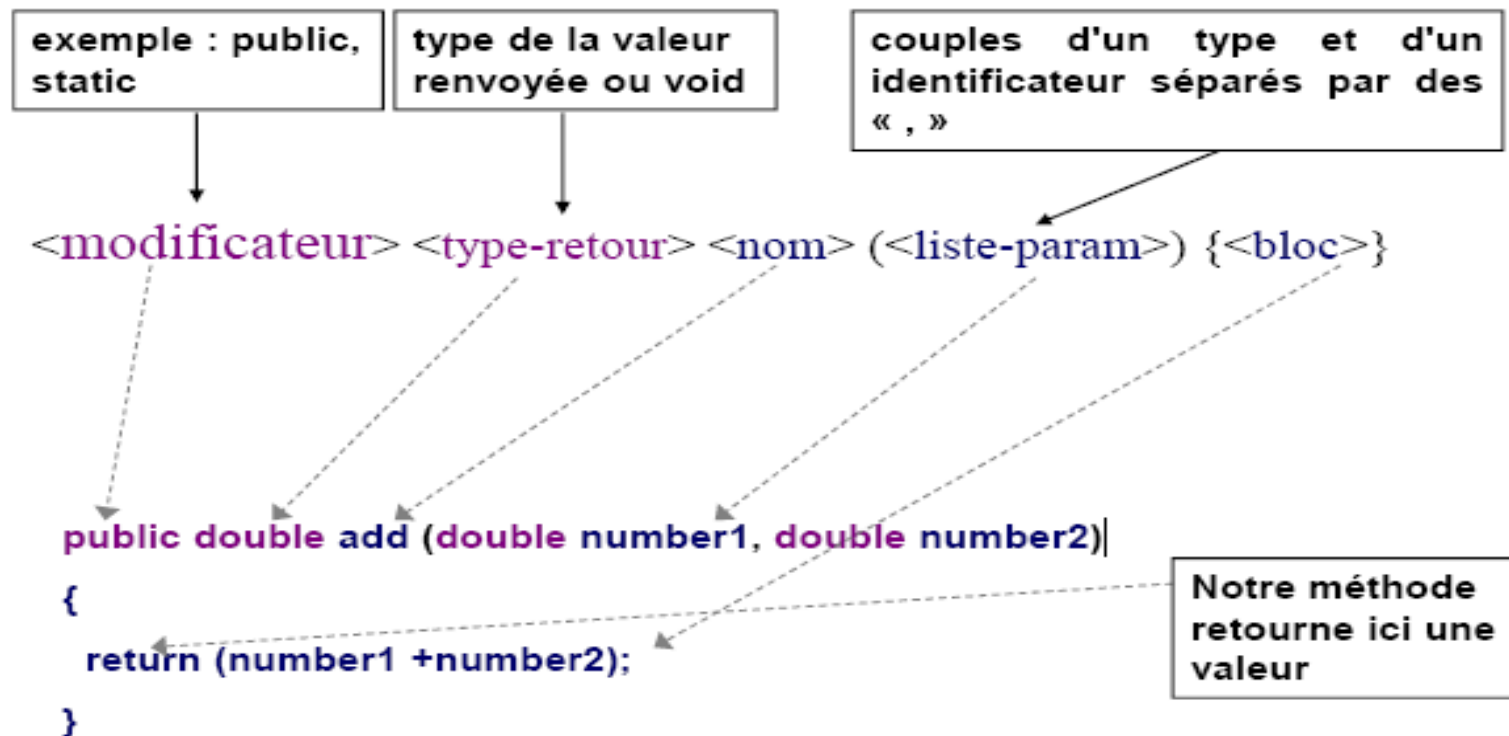 exemple : public,
static
type de la valeur
renvoyée ou void
couples d'un type et d'un
identificateur séparés par des
« , »
<modificateur> <type-retour> <nom> (<liste-param>) {<bloc>}
public double add (double number1, double number2)
{
return (number1 +number2);
}
Notre méthode
retourne ici une
valeur